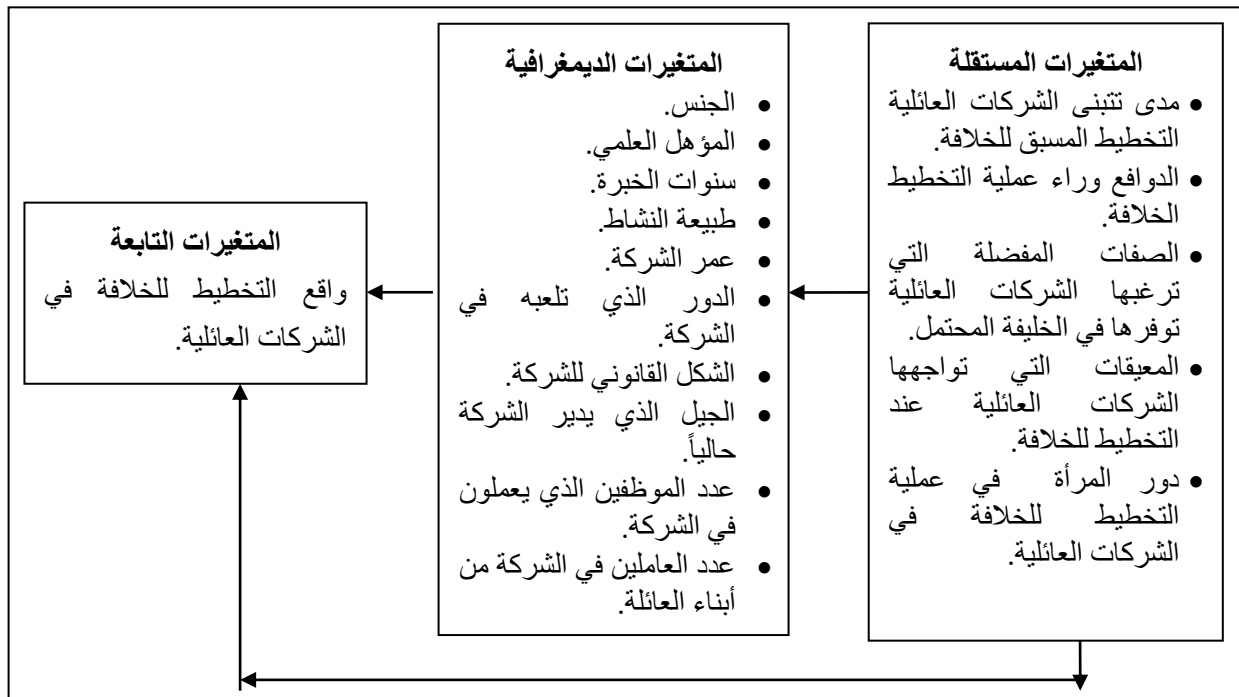 المتغيرات المستقلة
• مدى تتبنى الشركات العائلية
التخطيط المسبق للخلافة.
• الدوافع وراء عملية التخطيط
الخلافة.
• الصفات المفضلة التي
ترغبها الشركات العائلية
توفرها في الخليفة المحتمل.
• المعيقات التي تواجهها
الشركات العائلية عند
التخطيط للخلافة.
• دور المرأة في عملية
التخطيط للخلافة في
الشركات العائلية.
المتغيرات الديمغرافية
• الجنس.
• المؤهل العلمي.
• سنوات الخبرة.
• طبيعة النشاط.
• عمر الشركة.
• الدور الذي تلعبه في
الشركة.
• الشكل القانوني للشركة.
• الجيل الذي يدير الشركة
حالياً.
• عدد الموظفين الذي يعملون
في الشركة.
• عدد العاملين في الشركة من
أبناء العائلة.
المتغيرات التابعة
واقع التخطيط للخلافة في
الشركات العائلية.